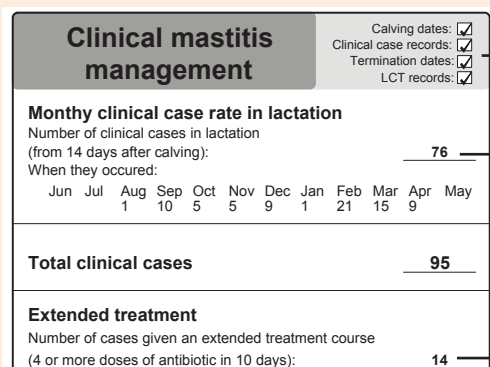 Clinical mastitis
management
Calving dates: ☑
Clinical case records: ☑
Termination dates: ☑
LCT records: ☑
Monthy clinical case rate in lactation
Number of clinical cases in lactation
(from 14 days after calving): 76
When they occured:
Jun Jul Aug Sep Oct Nov Dec Jan Feb Mar Apr May
1 10 5 5 9 1 21 15 9
Total clinical cases 95
Extended treatment
Number of cases given an extended treatment course
(4 or more doses of antibiotic in 10 days): 14